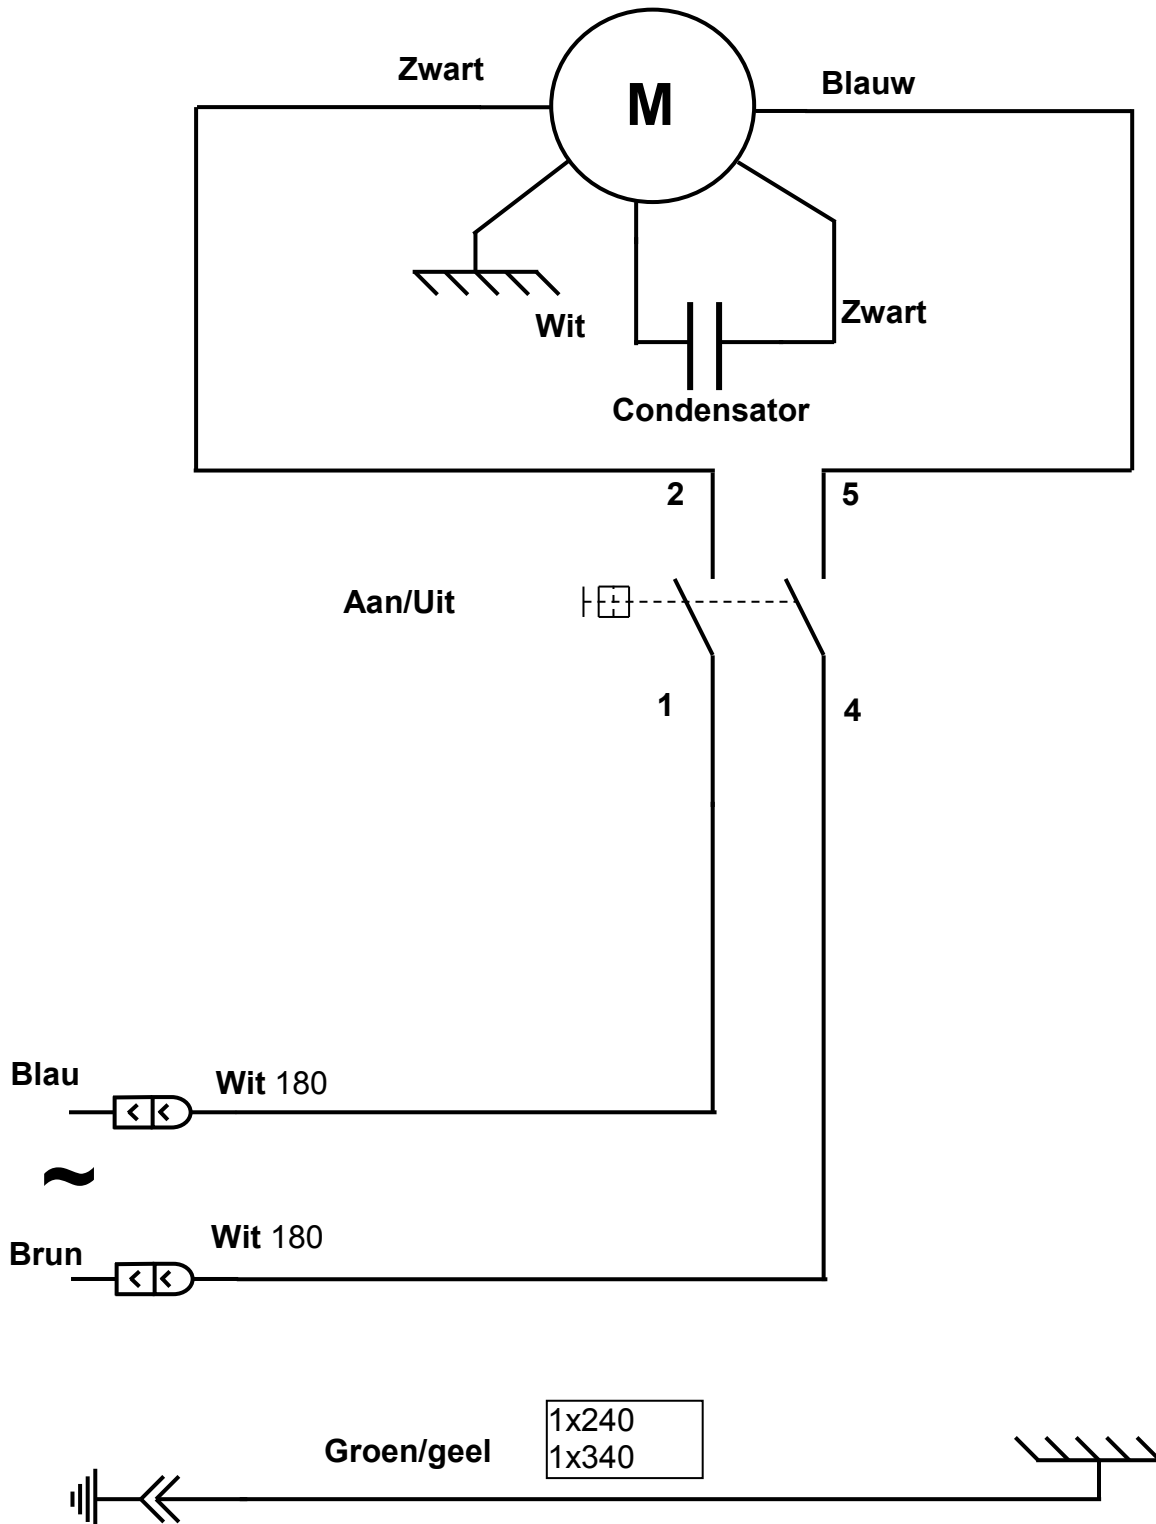 Zwart
Blauw
M
Wit
Zwart
Condensator
2
5
Aan/Uit
1
4
Blau
Wit 180
~
Wit 180
Brun
Groen/geel
1x240
1x340